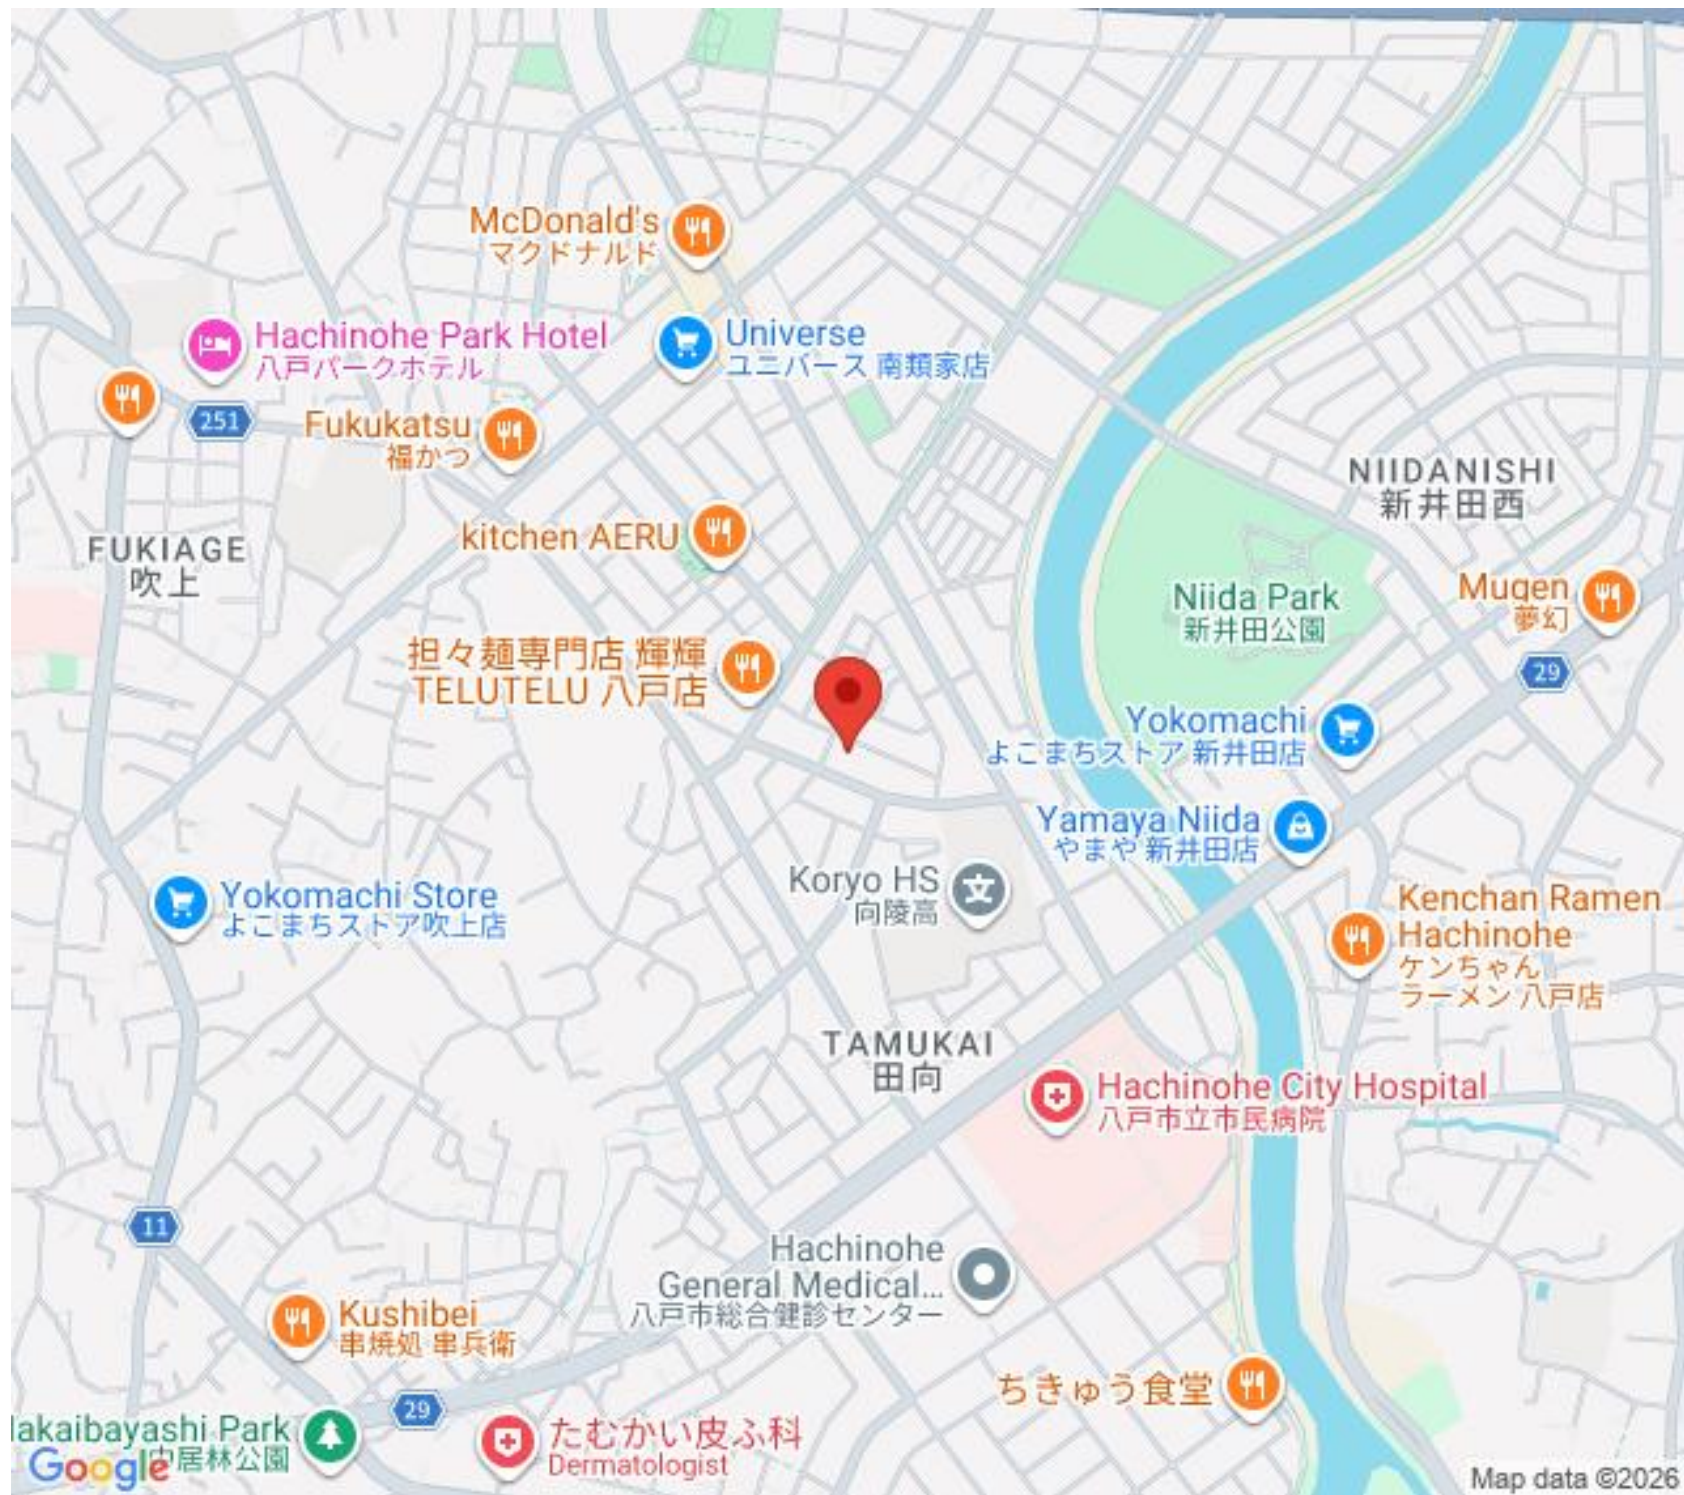 McDonald's
マクドナルド
Hachinohe Park Hotel
八戸パークホテル
Universe
ユニバース 南類家店
251
Fukukatsu
福かつ
NIIDANISHI
新井田西
kitchen AERU
FUKIAGE
吹上
Niida Park
新井田公園
Mugen
夢幻
担々麺専門店 輝輝
TELUTELU 八戸店
29
Yokomachi
よこまちストア 新井田店
Yamaya Niida
やまや 新井田店
Koryo HS
向陵高
Yokomachi Store
よこまちストア吹上店
Kenchan Ramen
Hachinohe
ケンちゃん
ラーメン 八戸店
TAMUKAI
田向
Hachinohe City Hospital
八戸市立市民病院
11
Hachinohe
General Medical...
八戸市総合健診センター
Kushibei
串焼処 串兵衛
ちきゅう食堂
29
akaibayashi Park
居林公園
たむかい皮ふ科
Dermatologist
Google
Map data ©2026